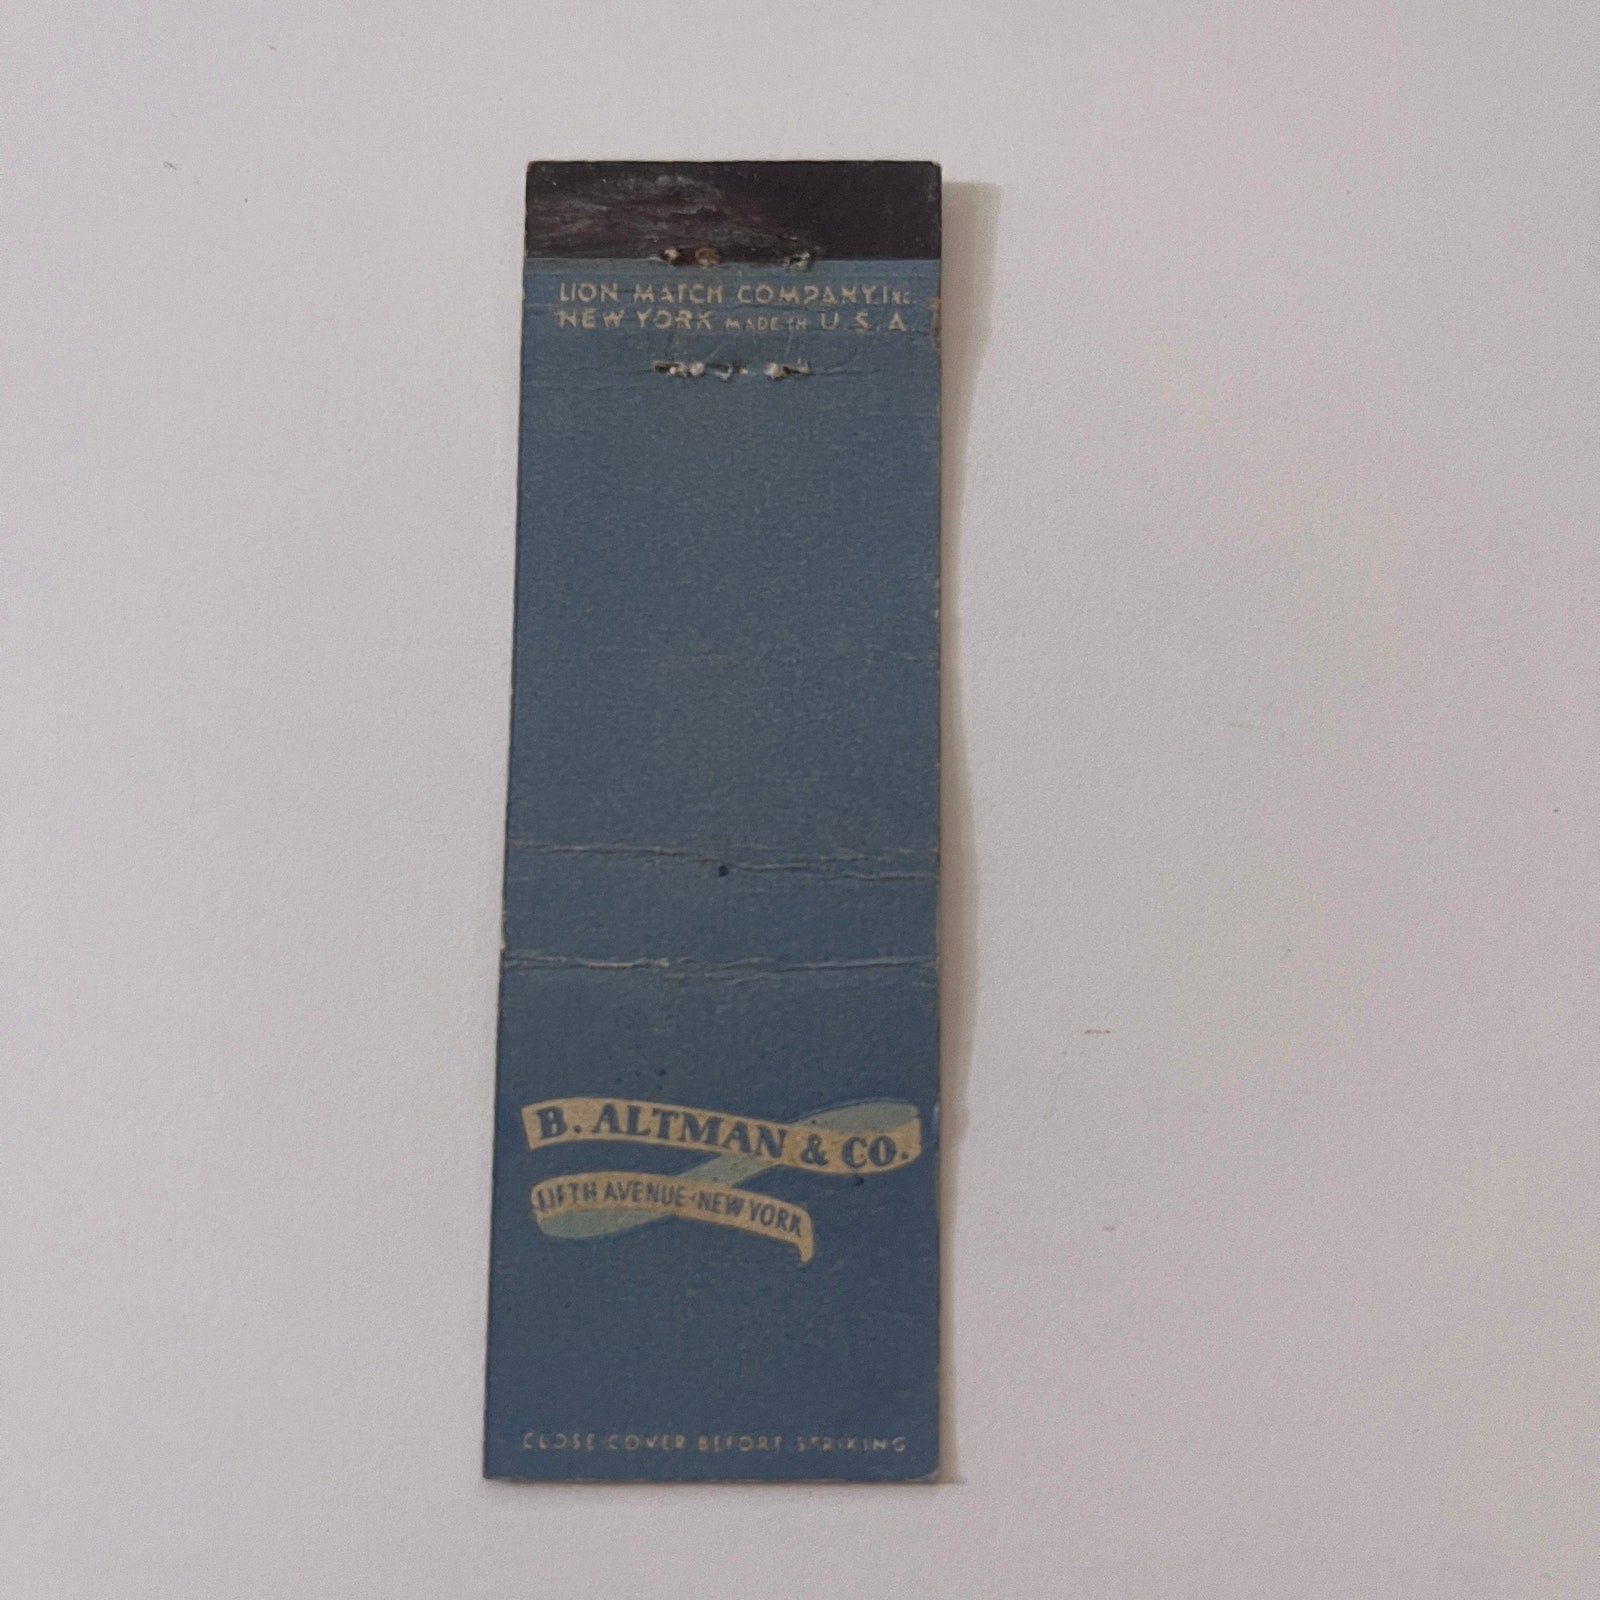 LION MATCH COMPANY, INC.
NEW YORK MADE IN U.S.A.
B. ALTMAN & CO.
FIFTH AVENUE · NEW YORK
CLOSE COVER BEFORE STRIKING